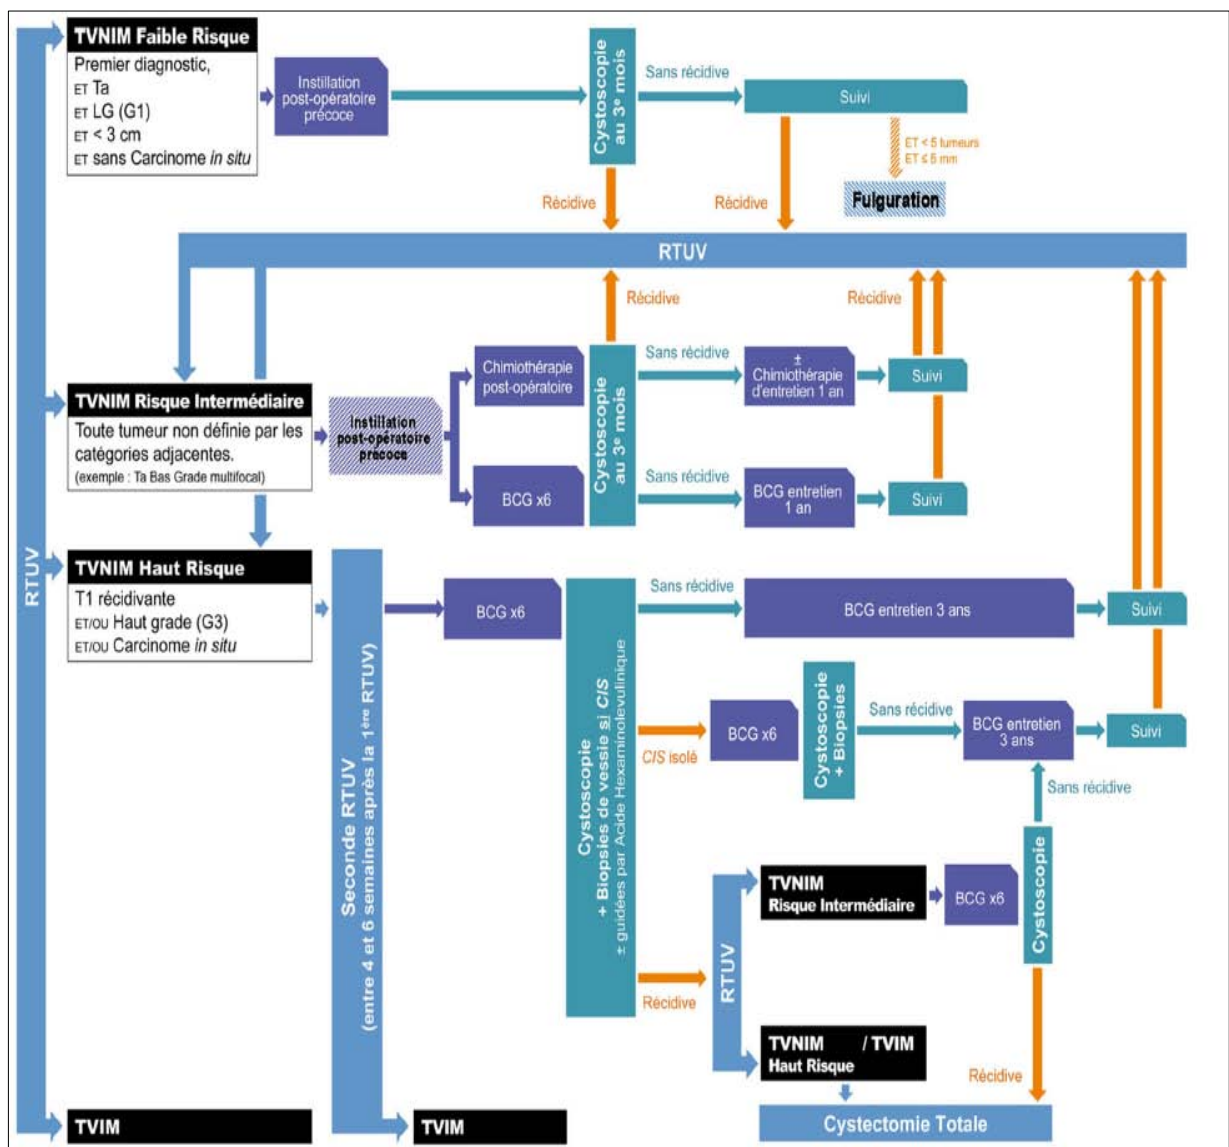 TVNIM Faible Risque
Premier diagnostic,
ET Ta
ET LG (G1)
ET < 3 cm
ET sans Carcinome in situ
Instillation
post-opératoire
précoce
Cystoscopie
au 3e mois
Sans récidive
Suivi
ET < 5 tumeurs
ET ≤ 5 mm
Fulguration
Récidive
Récidive
RTUV
Récidive
Récidive
RTUV
TVNIM Risque Intermédiaire
Toute tumeur non définie par les
catégories adjacentes.
(exemple : Ta Bas Grade multifocal)
Instillation
post-opératoire
précoce
Chimiothérapie
post-opératoire
BCG x6
Cystoscopie
au 3e mois
Sans récidive
±
Chimiothérapie
d'entretien 1 an
Suivi
Sans récidive
BCG entretien
1 an
Suivi
TVNIM Haut Risque
T1 récidivante
ET/OU Haut grade (G3)
ET/OU Carcinome in situ
Seconde RTUV
(entre 4 et 6 semaines après la 1ère RTUV)
BCG x6
Cystoscopie
+ Biopsies de vessie si CIS
± guidées par Acide Hexaminolevulinique
Sans récidive
BCG entretien 3 ans
Suivi
CIS isolé
BCG x6
Cystoscopie
+ Biopsies
Sans récidive
BCG entretien
3 ans
Suivi
Sans récidive
Récidive
RTUV
TVNIM
Risque Intermédiaire
BCG x6
Cystoscopie
TVNIM / TVIM
Haut Risque
Récidive
Cystectomie Totale
TVIM
TVIM